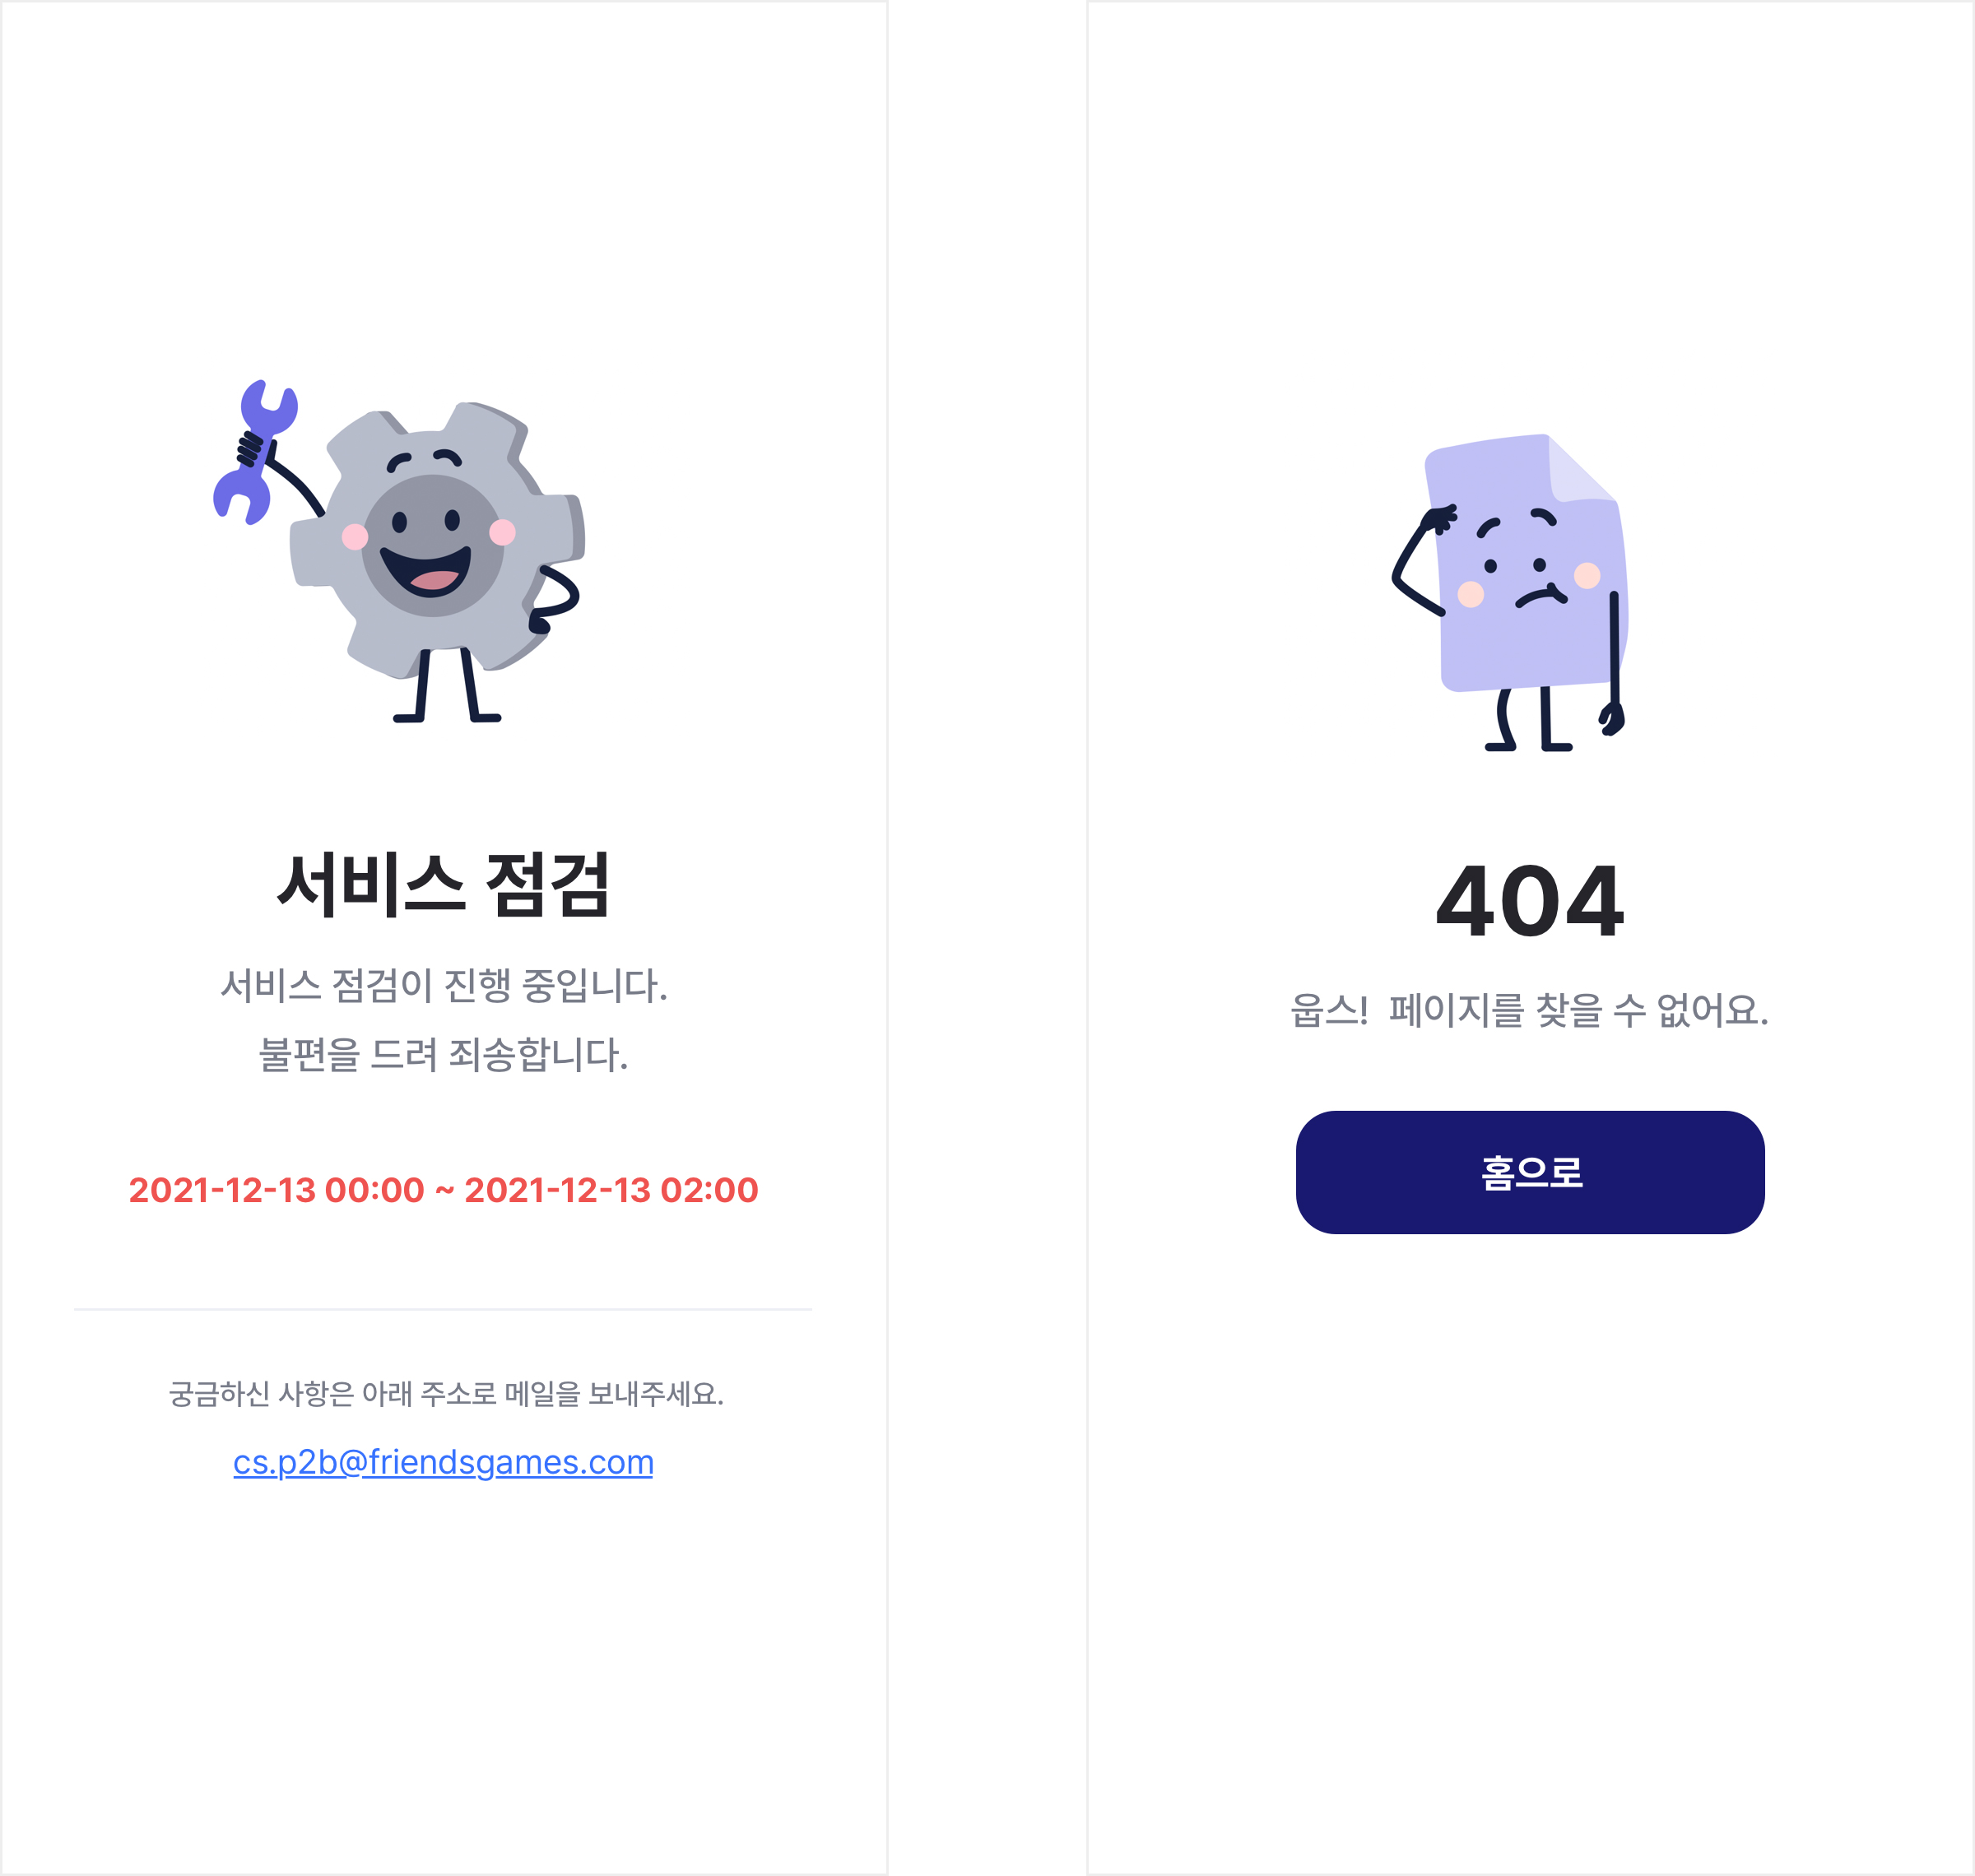 서비스 점검
서비스 점검이 진행 중입니다.
불편을 드려 죄송합니다.
2021-12-13 00:00 ~ 2021-12-13 02:00
궁금하신 사항은 아래 주소로 메일을 보내주세요.
cs.p2b@friendsgames.com
404
웁스! 페이지를 찾을 수 없어요.
홈으로